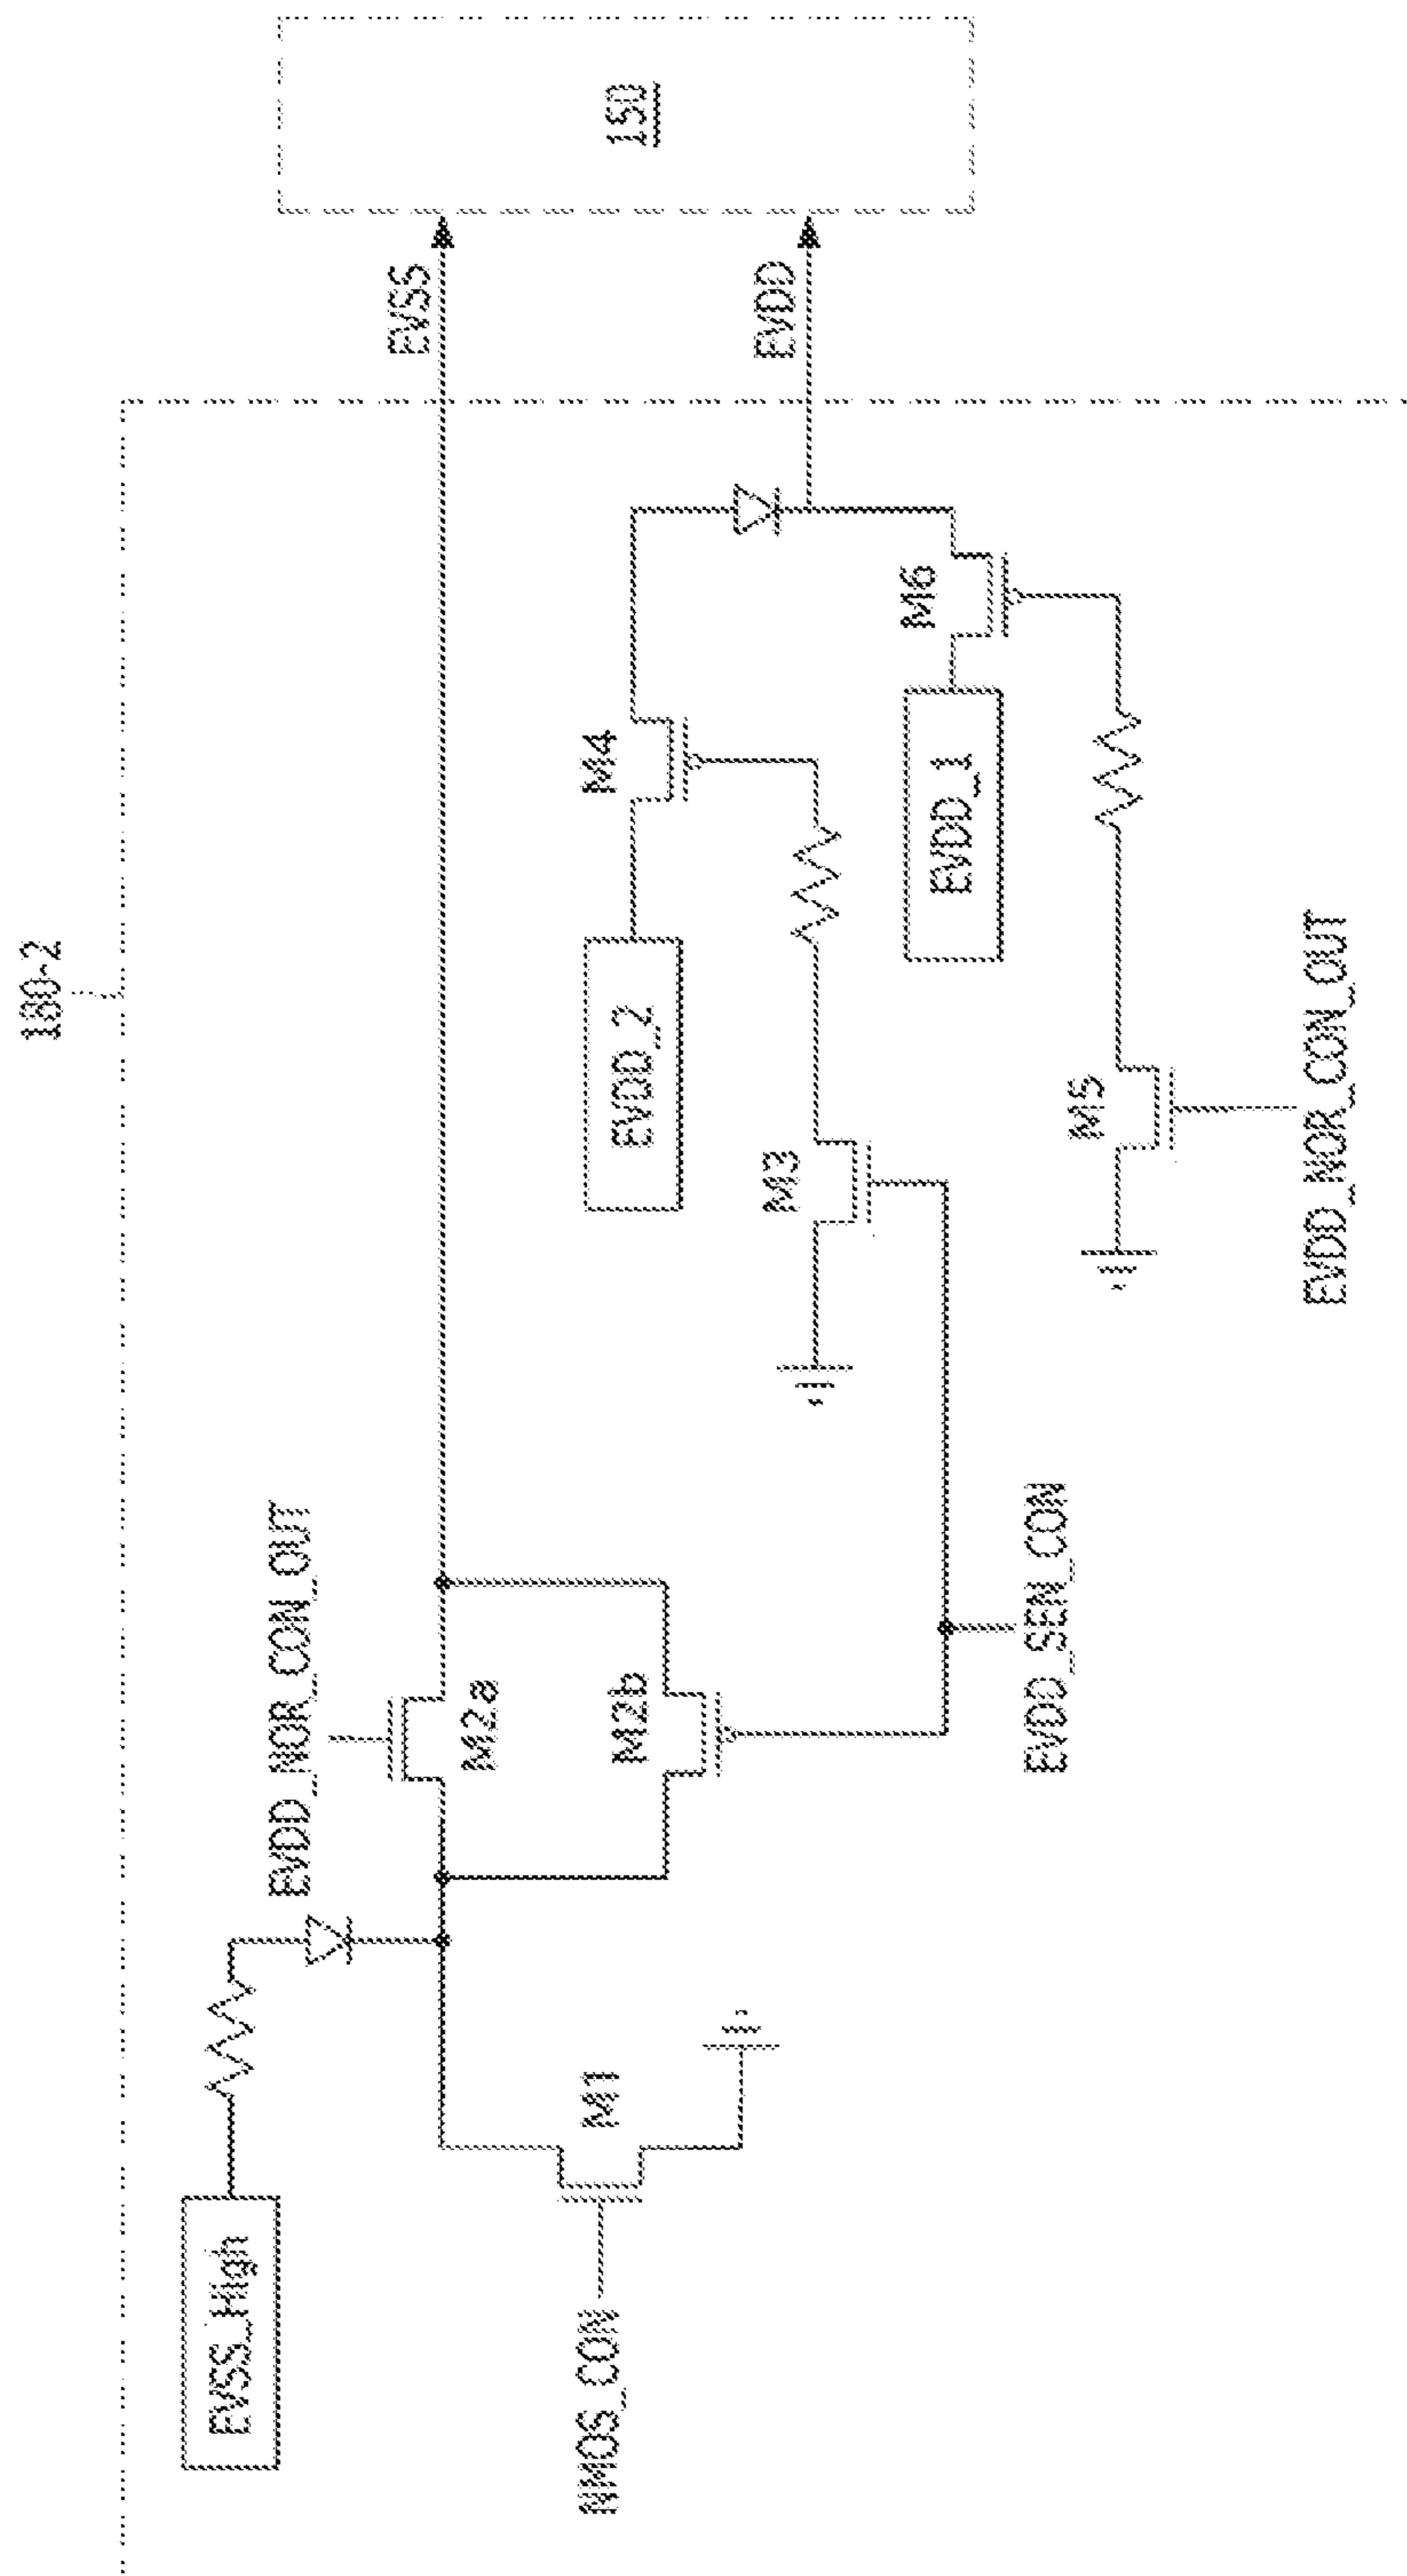 180-2
EVSS_High
EVDD_NOR_CON_OUT
EVSS
150
M2a
NMOS_CON
M1
M2b
M4
EVDD_2
EVDD
M3
M6
EVDD_1
EVDD_SEN_CON
M5
EVDD_NOR_CON_OUT